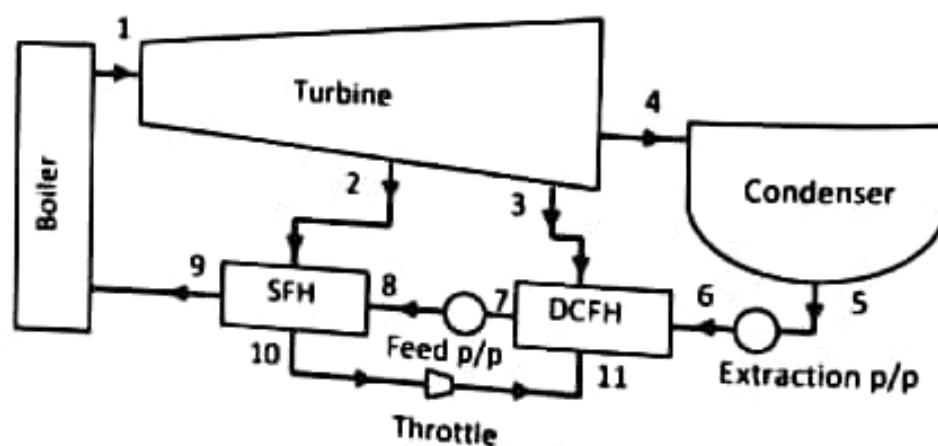 1
Turbine
4
Boiler
2
3
Condenser
9
SFH
8
7
DCFH
6
5
Feed p/p
10
11
Extraction p/p
Throttle